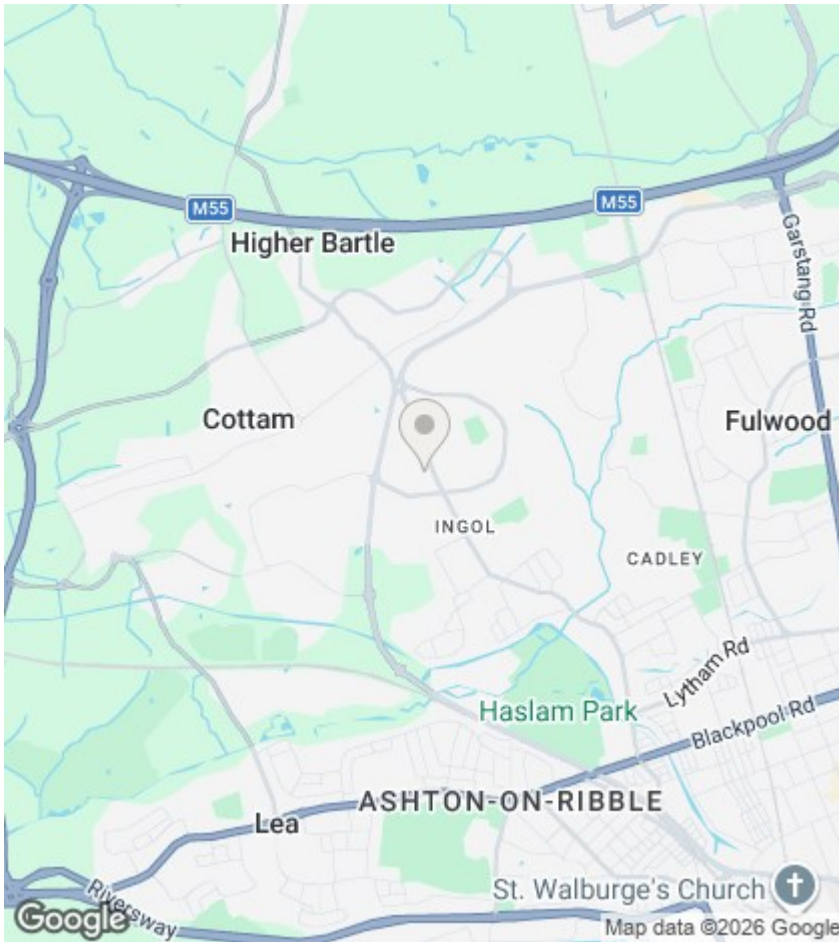 M55
M55
Higher Bartle
Garstang Rd
Cottam
Fulwood
INGOL
CADLEY
Lytham Rd
Haslam Park
Blackpool Rd
ASHTON-ON-RIBBLE
Lea
St. Walburge's Church
Riversway
Google
Map data ©2026 Google